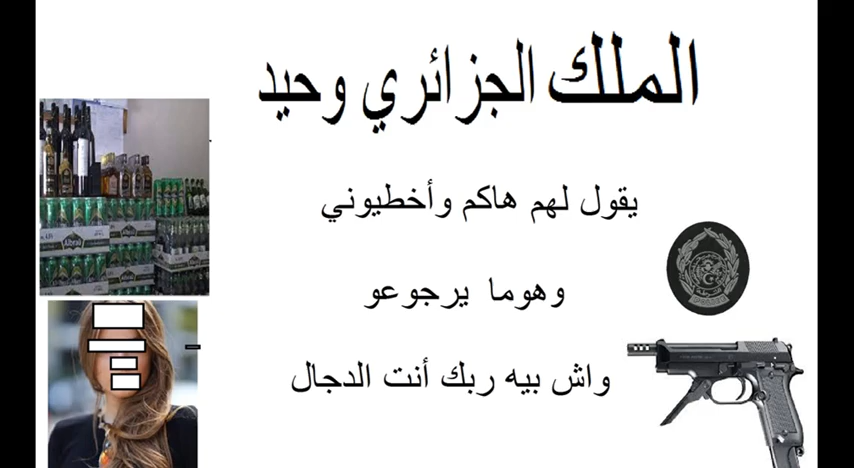 الملك الجزائري وحيد
يقول لهم هاكم وأخطيوني
وهوما يرجوعو
واش بيه ربك أنت الدجال